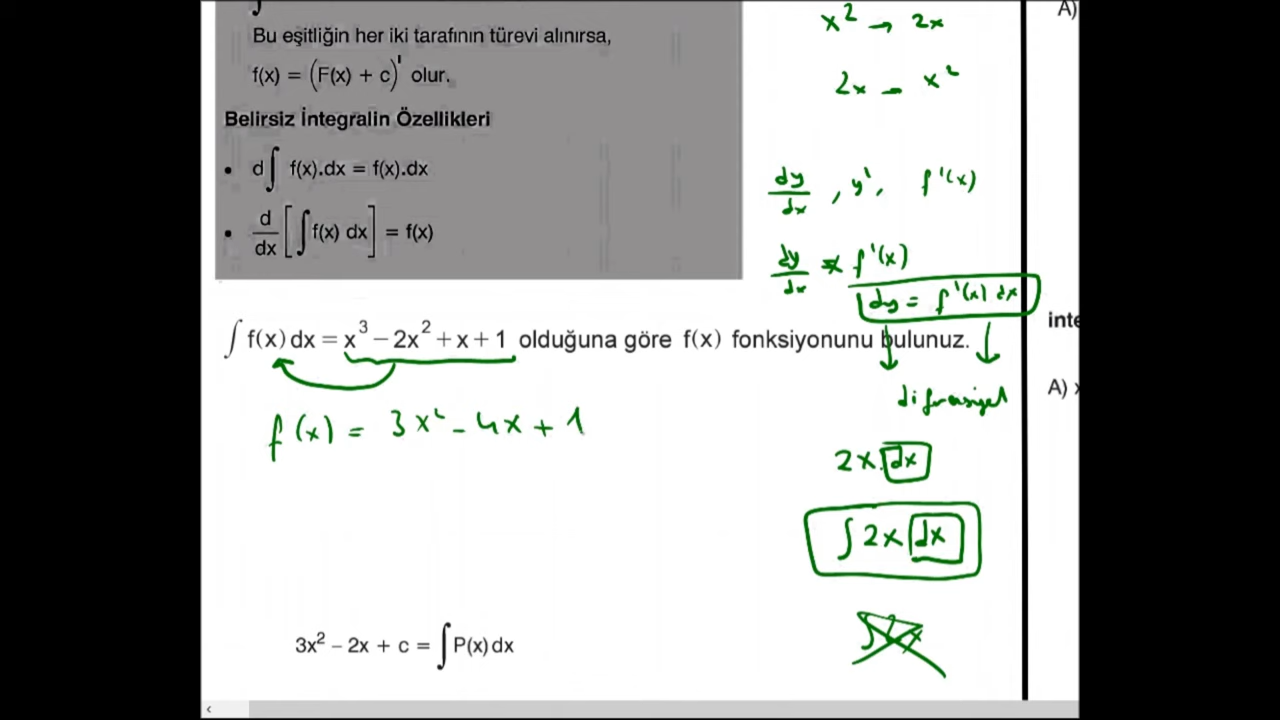 Bu eşitliğin her iki tarafının türevi alınırsa,
f(x) = (F(x) + c)' olur.
Belirsiz İntegralin Özellikleri
• d∫ f(x).dx = f(x).dx
• d/dx [∫f(x) dx] = f(x)
∫ f(x) dx = x³ − 2x² + x + 1 olduğuna göre f(x) fonksiyonunu bulunuz.
f(x) = 3x² - 4x + 1
3x² − 2x + c = ∫ P(x) dx
x² → 2x
2x - x²
dy/dx , y', f'(x)
dy/dx = f'(x)
dy = f'(x) dx
diferansiyel
2x.dx
∫ 2x dx
A)
inte
A) x